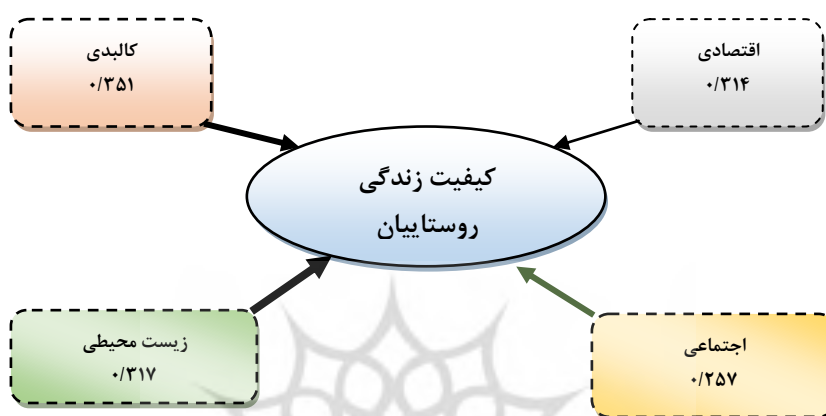 اقتصادی
۰/۳۱۴
کالبدی
۰/۳۵۱
کیفیت زندگی
روستاییان
اجتماعی
۰/۲۵۷
زیست محیطی
۰/۳۱۷